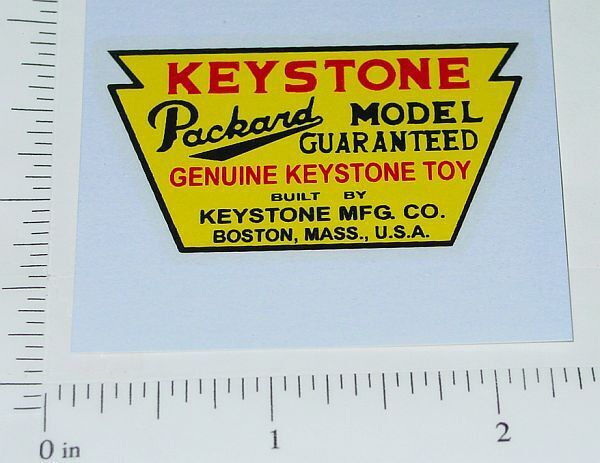 KEYSTONE
Packard MODEL
GUARANTEED
GENUINE KEYSTONE TOY
BUILT BY
KEYSTONE MFG. CO.
BOSTON, MASS., U.S.A.
0 in 1 2